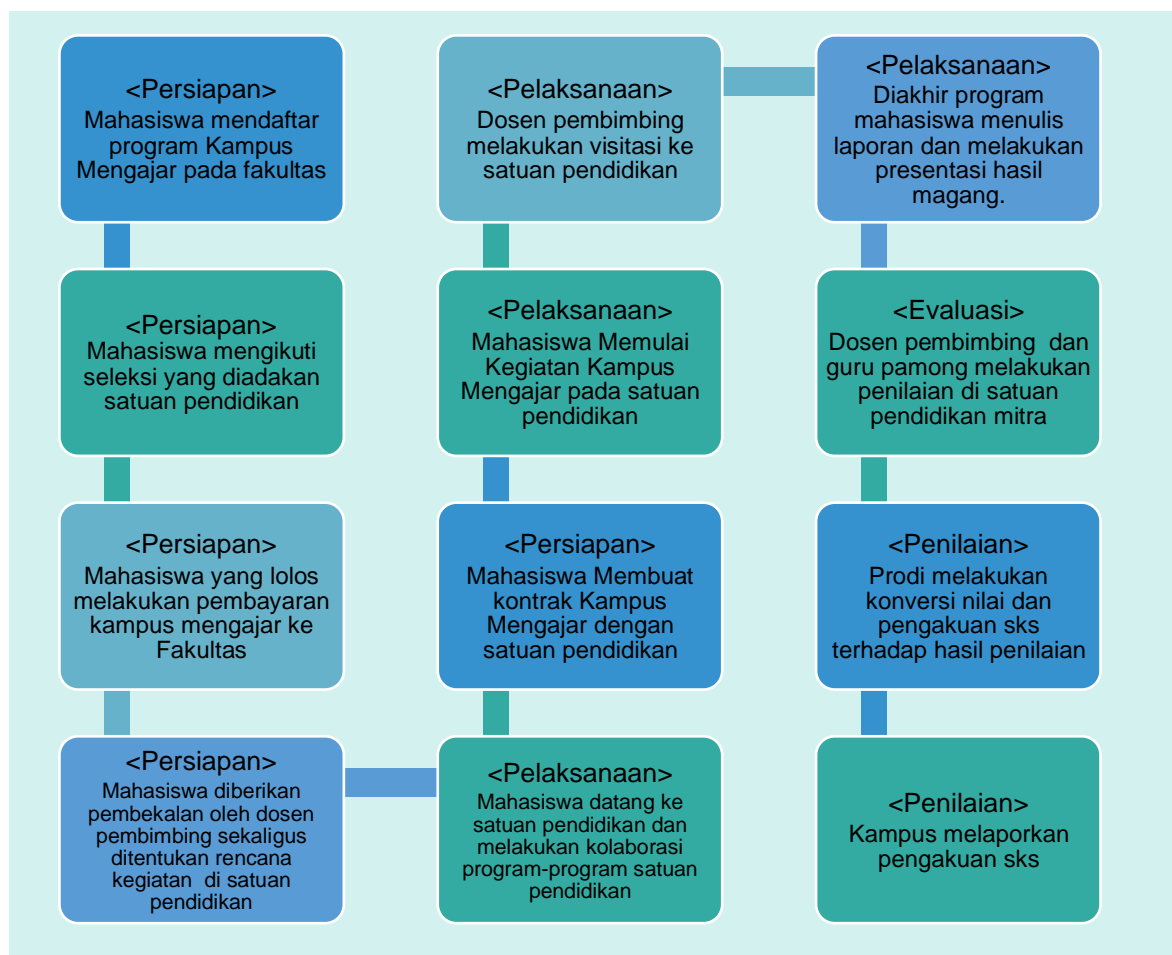 <Persiapan>
Mahasiswa mendaftar
program Kampus
Mengajar pada fakultas
<Persiapan>
Mahasiswa mengikuti
seleksi yang diadakan
satuan pendidikan
<Persiapan>
Mahasiswa yang lolos
melakukan pembayaran
kampus mengajar ke
Fakultas
<Persiapan>
Mahasiswa diberikan
pembekalan oleh dosen
pembimbing sekaligus
ditentukan rencana
kegiatan di satuan
pendidikan
<Pelaksanaan>
Mahasiswa datang ke
satuan pendidikan dan
melakukan kolaborasi
program-program satuan
pendidikan
<Persiapan>
Mahasiswa Membuat
kontrak Kampus
Mengajar dengan
satuan pendidikan
<Pelaksanaan>
Mahasiswa Memulai
Kegiatan Kampus
Mengajar pada satuan
pendidikan
<Pelaksanaan>
Dosen pembimbing
melakukan visitasi ke
satuan pendidikan
<Pelaksanaan>
Diakhir program
mahasiswa menulis
laporan dan melakukan
presentasi hasil
magang.
<Evaluasi>
Dosen pembimbing dan
guru pamong melakukan
penilaian di satuan
pendidikan mitra
<Penilaian>
Prodi melakukan
konversi nilai dan
pengakuan sks
terhadap hasil penilaian
<Penilaian>
Kampus melaporkan
pengakuan sks